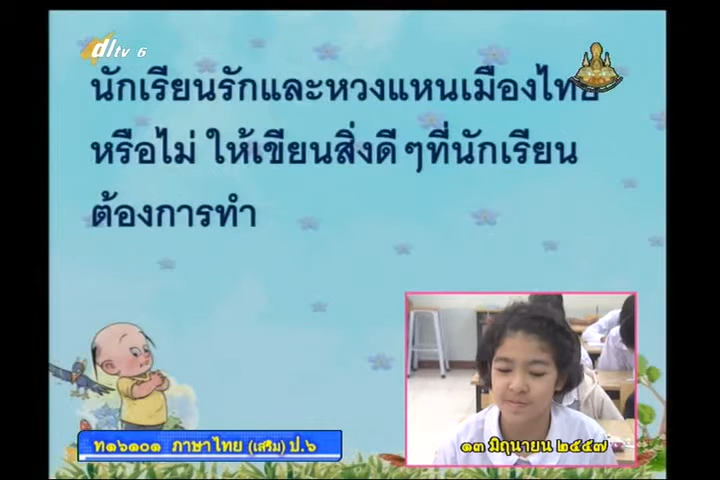 dltv 6
นักเรียนรักและหวงแหนเมืองไทย
หรือไม่ ให้เขียนสิ่งดีๆที่นักเรียน
ต้องการทำ
ท๑๖๑๐๑ ภาษาไทย (เสริม) ป.๖
๑๓ มิถุนายน ๒๕๕๗